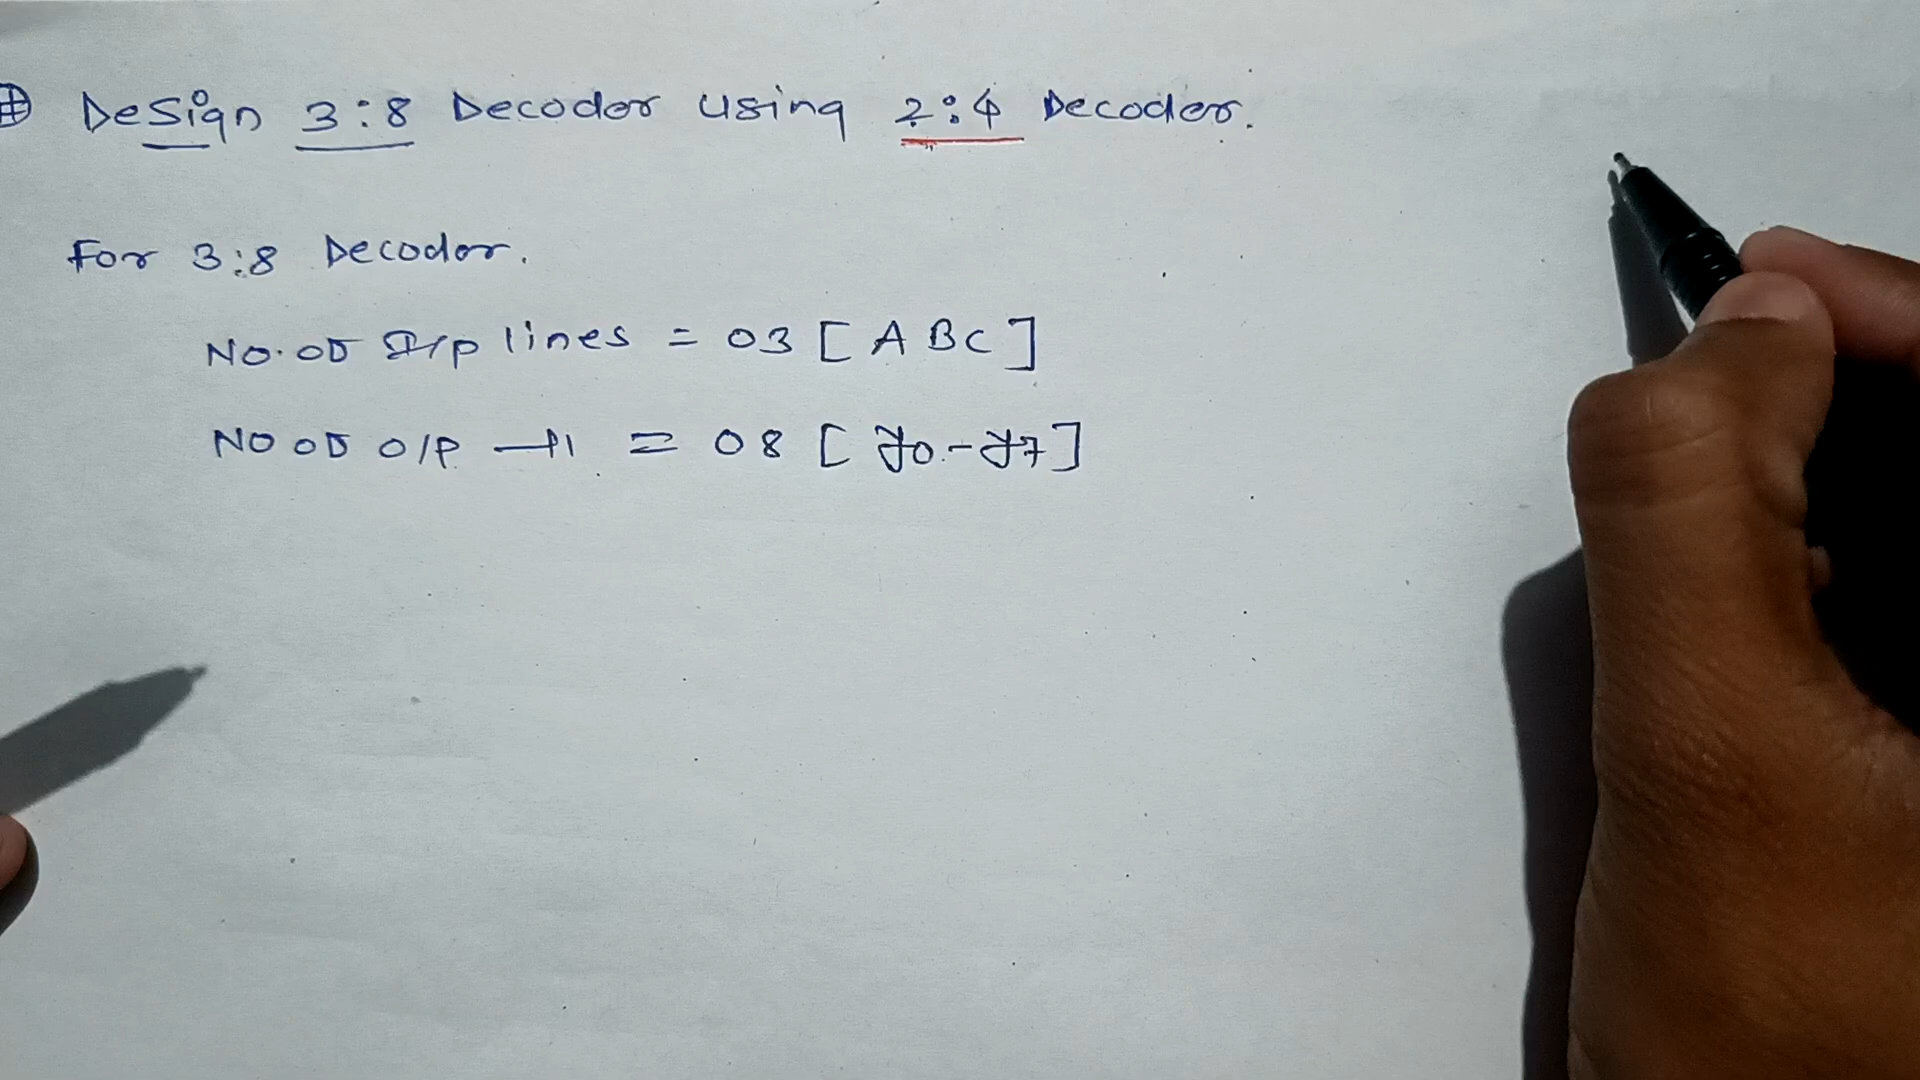 Design 3:8 Decoder using 2:4 Decoder.
For 3:8 Decoder.
No. of I/p lines = 03 [ A B C ]
No of O/P —11 = 08 [ Y0 - Y7 ]